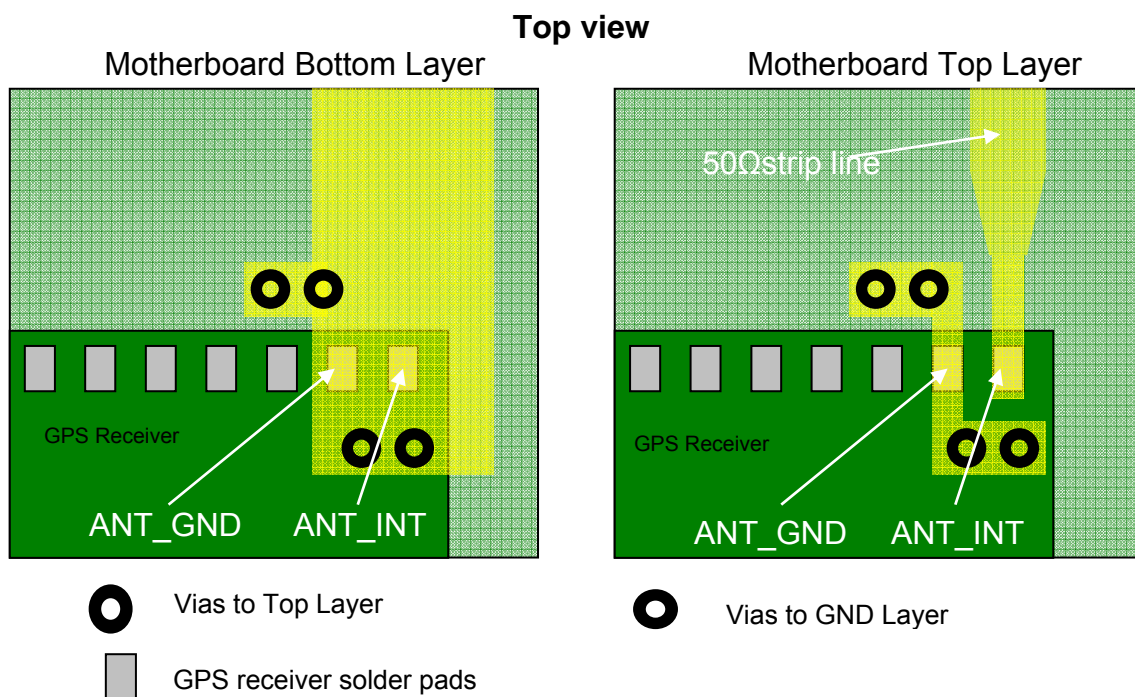 Top view
Motherboard Bottom Layer
Motherboard Top Layer
50Ωstrip line
GPS Receiver
GPS Receiver
ANT_GND
ANT_INT
ANT_GND
ANT_INT
Vias to Top Layer
Vias to GND Layer
GPS receiver solder pads